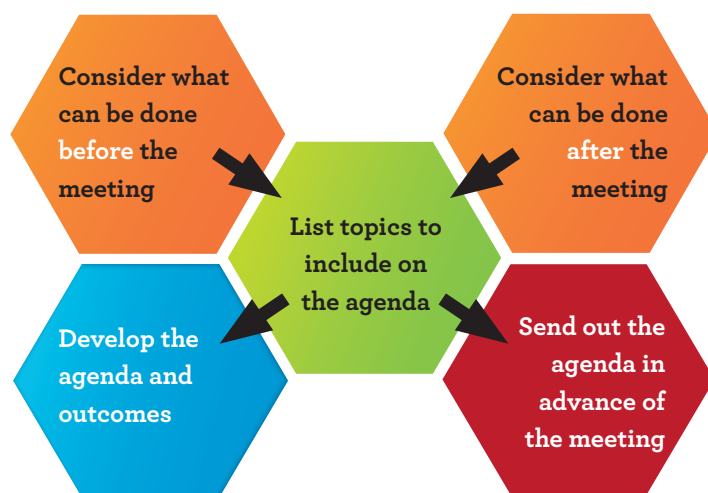 Consider what
can be done
before the
meeting
Consider what
can be done
after the
meeting
List topics to
include on
the agenda
Develop the
agenda and
outcomes
Send out the
agenda in
advance of
the meeting